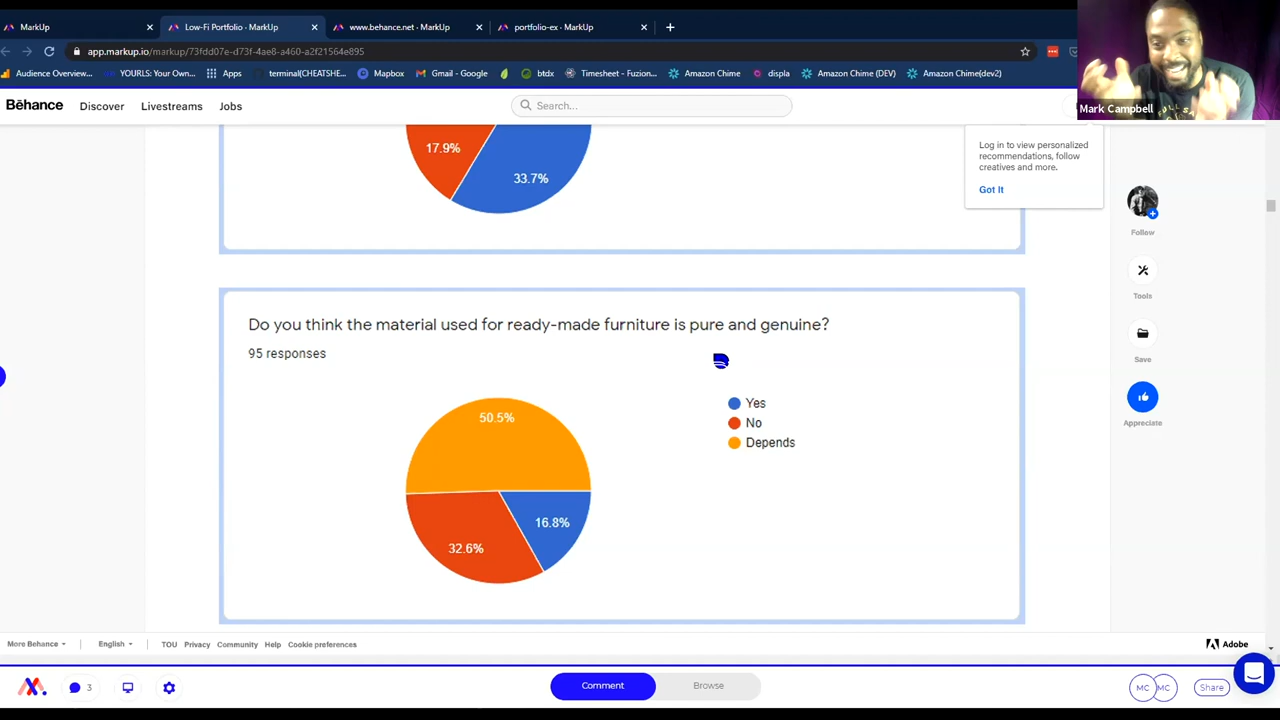 MarkUp
Low-Fi Portfolio - MarkUp
www.behance.net - MarkUp
portfolio-ex - MarkUp
app.markup.io/markup/73fdd07e-d73f-4ae8-a460-a2f21564e895
Audience Overview...
YOURLS: Your Own...
Apps
terminal(CHEATSHE...
Mapbox
Gmail - Google
btdx
Timesheet - Fuzion...
Amazon Chime
displa
Amazon Chime (DEV)
Amazon Chime(dev2)
Mark Campbell
Bēhance
Discover
Livestreams
Jobs
Search...
Log in to view personalized
recommendations, follow
creatives and more.
Got It
17.9%
33.7%
Follow
Tools
Save
Appreciate
Do you think the material used for ready-made furniture is pure and genuine?
95 responses
Yes
No
Depends
50.5%
16.8%
32.6%
More Behance
English
TOU
Privacy
Community
Help
Cookie preferences
Adobe
3
Comment
Browse
MC
MC
Share